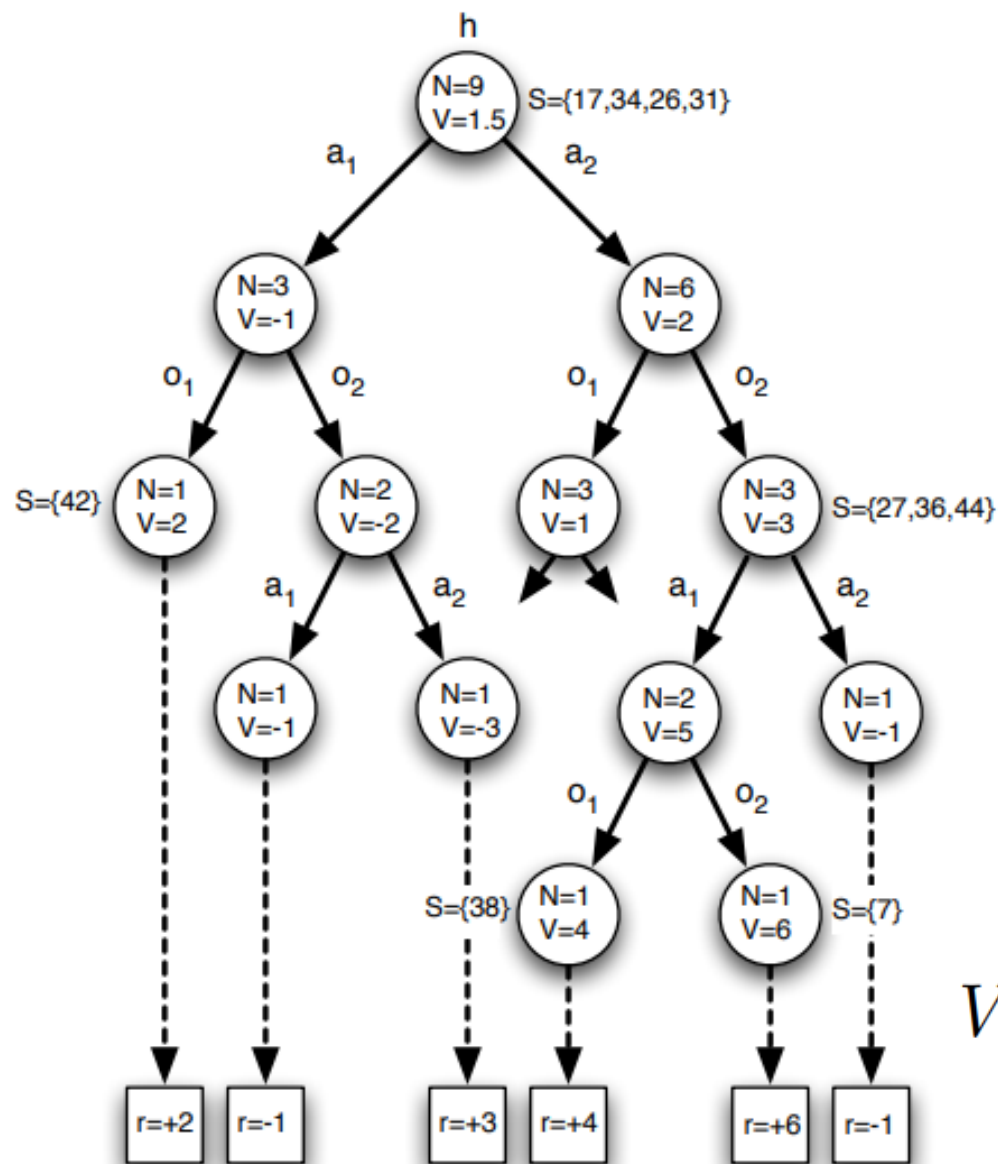 h
N=9
V=1.5
S={17,34,26,31}
a1
a2
N=3
V=-1
N=6
V=2
o1
o2
o1
o2
S={42}
N=1
V=2
N=2
V=-2
N=3
V=1
N=3
V=3
S={27,36,44}
a1
a2
a1
a2
N=1
V=-1
N=1
V=-3
N=2
V=5
N=1
V=-1
o1
o2
S={38}
N=1
V=4
N=1
V=6
S={7}
V
r=+2
r=-1
r=+3
r=+4
r=+6
r=-1